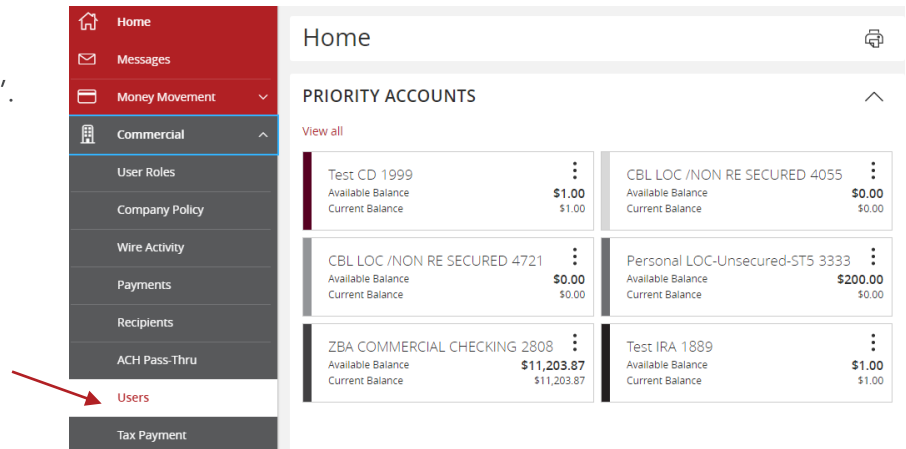 ".
Home
Messages
Money Movement
Commercial
User Roles
Company Policy
Wire Activity
Payments
Recipients
ACH Pass-Thru
Users
Tax Payment
Home
PRIORITY ACCOUNTS
View all
Test CD 1999
Available Balance $1.00
Current Balance $1.00
CBL LOC /NON RE SECURED 4055
Available Balance $0.00
Current Balance $0.00
CBL LOC /NON RE SECURED 4721
Available Balance $0.00
Current Balance $0.00
Personal LOC-Unsecured-ST5 3333
Available Balance $200.00
Current Balance $0.00
ZBA COMMERCIAL CHECKING 2808
Available Balance $11,203.87
Current Balance $11,203.87
Test IRA 1889
Available Balance $1.00
Current Balance $1.00